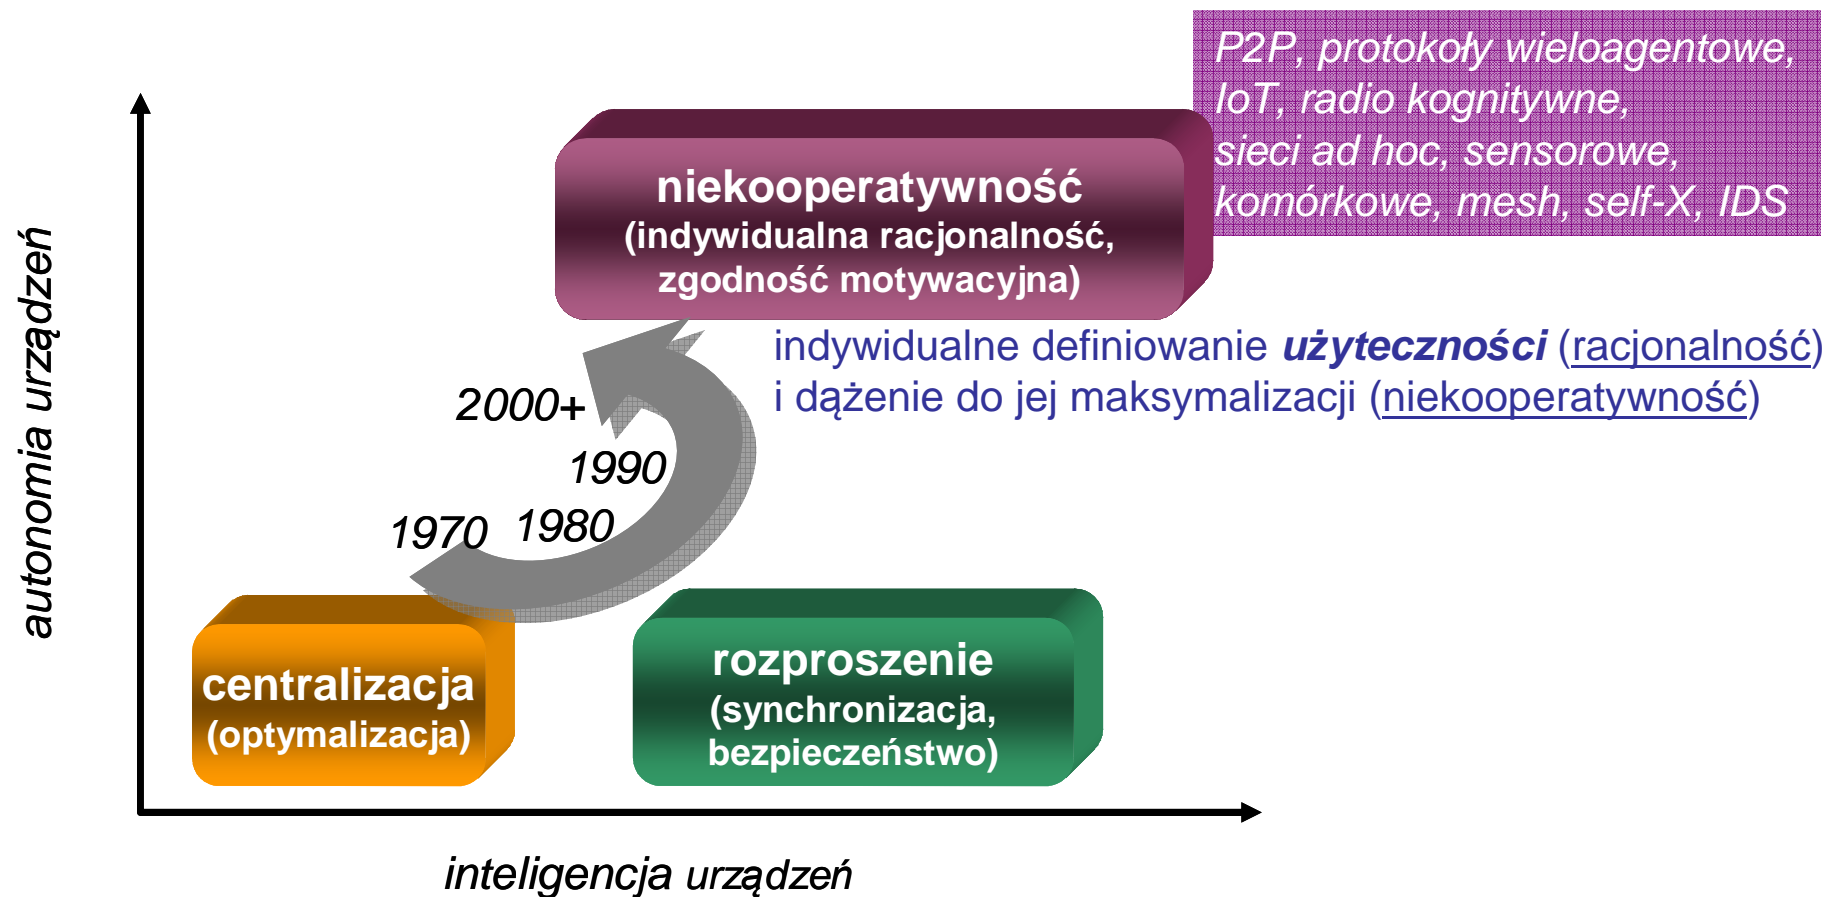 P2P, protokoły wieloagentowe,
IoT, radio kognitywne,
sieci ad hoc, sensorowe,
komórkowe, mesh, self-X, IDS
niekooperatywność
(indywidualna racjonalność,
zgodność motywacyjna)
indywidualne definiowanie użyteczności (racjonalność)
i dążenie do jej maksymalizacji (niekooperatywność)
autonomia urządzeń
2000+
1990
1980
1970
centralizacja
(optymalizacja)
rozproszenie
(synchronizacja,
bezpieczeństwo)
inteligencja urządzeń